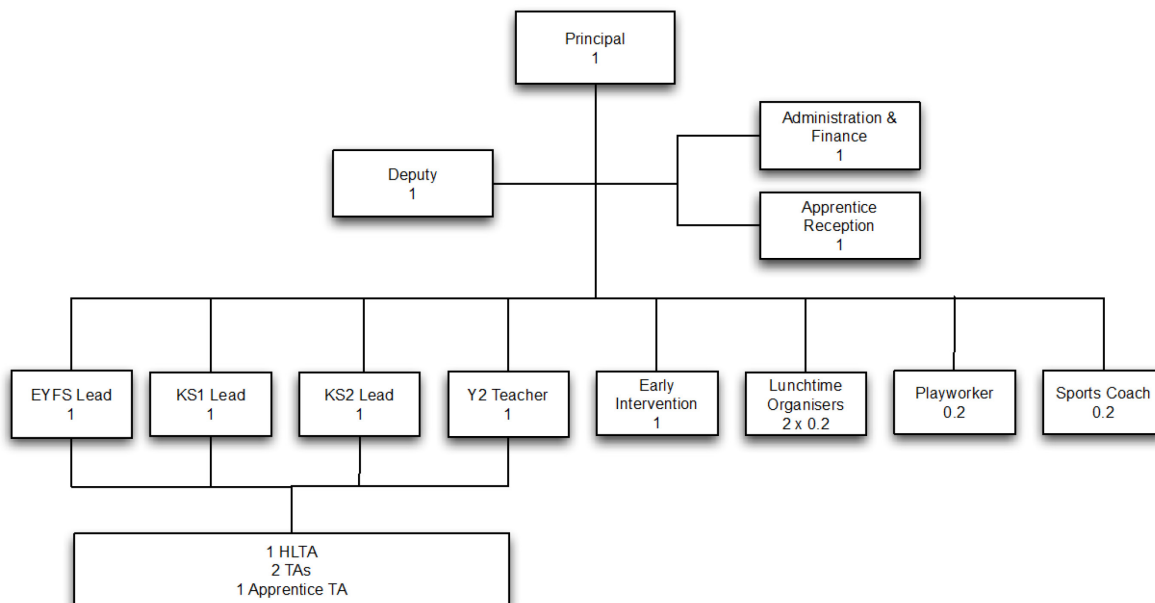 Principal
1
Administration &
Finance
1
Deputy
1
Apprentice
Reception
1
EYFS Lead
1
KS1 Lead
1
KS2 Lead
1
Y2 Teacher
1
Early
Intervention
1
Lunchtime
Organisers
2 x 0.2
Playworker
0.2
Sports Coach
0.2
1 HLTA
2 TAs
1 Apprentice TA